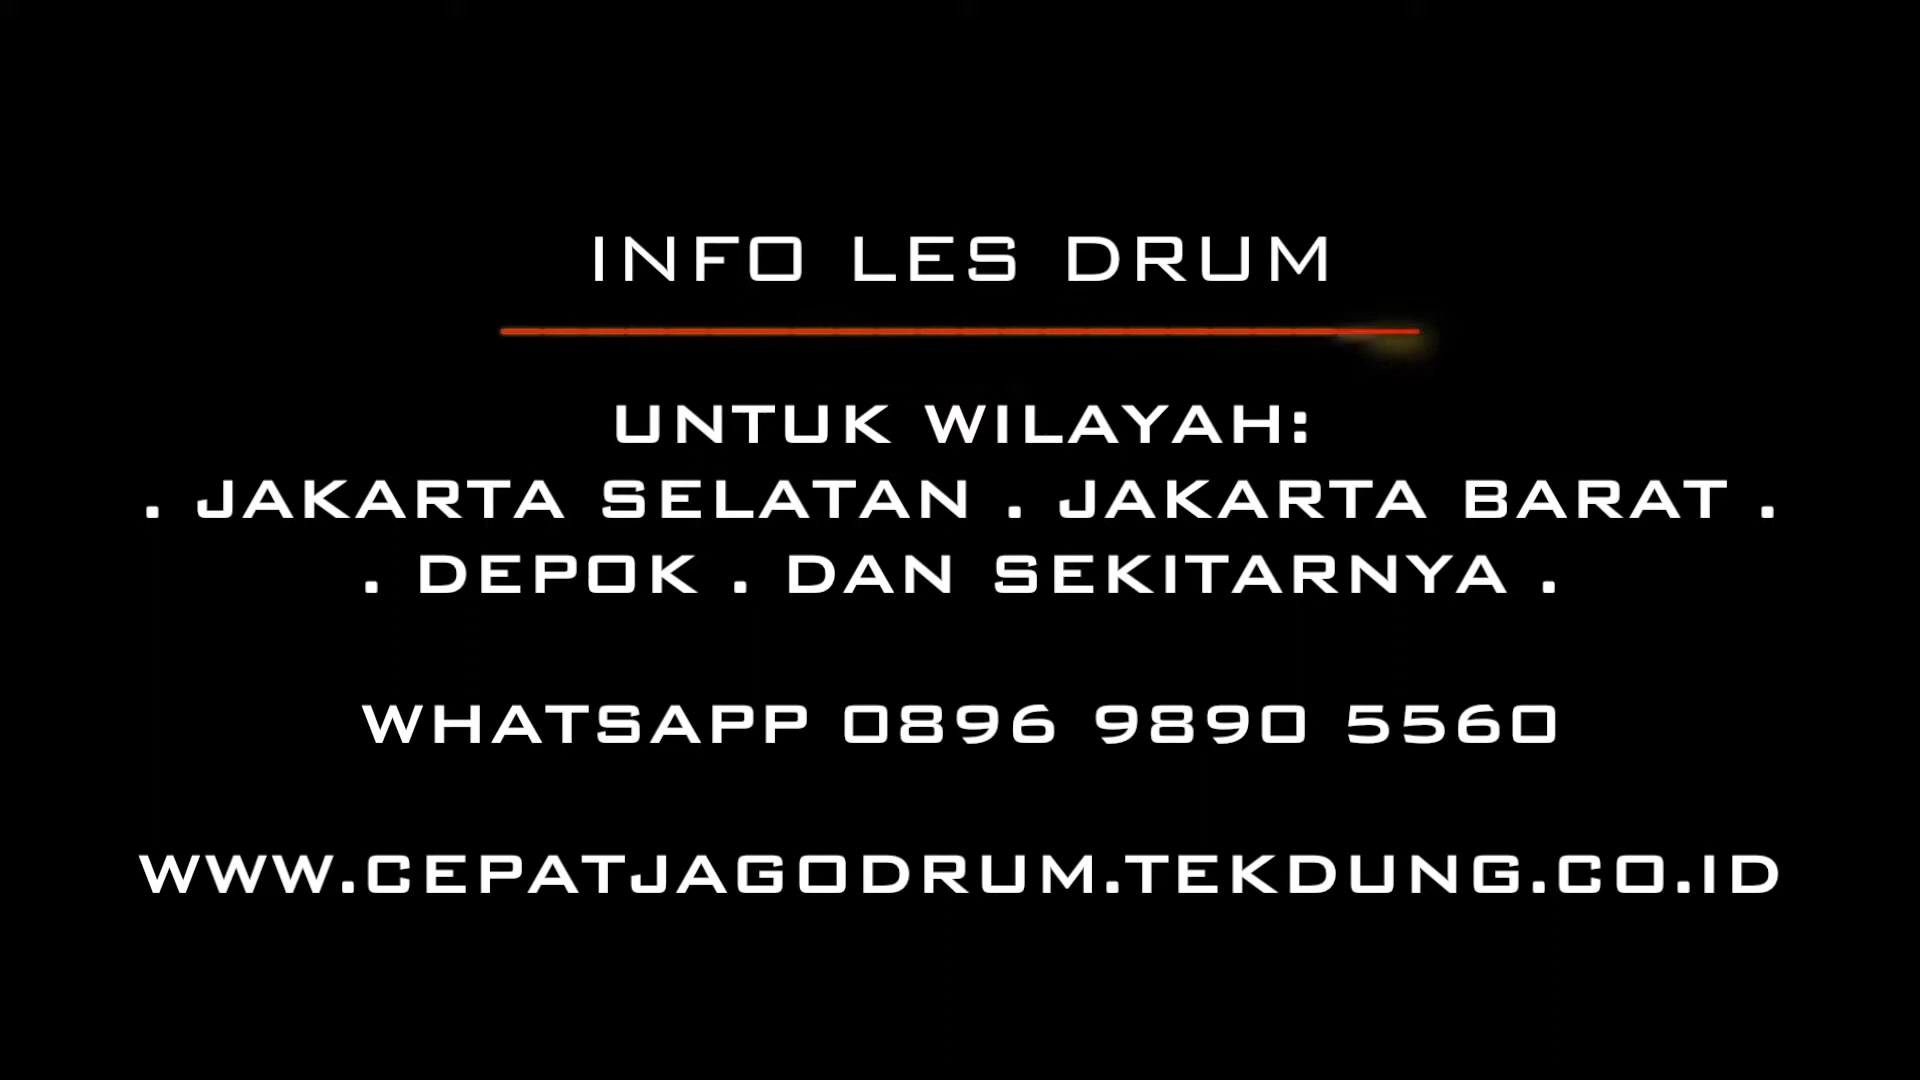 INFO LES DRUM
UNTUK WILAYAH:
. JAKARTA SELATAN . JAKARTA BARAT .
. DEPOK . DAN SEKITARNYA .
WHATSAPP 0896 9890 5560
WWW.CEPATJAGODRUM.TEKDUNG.CO.ID